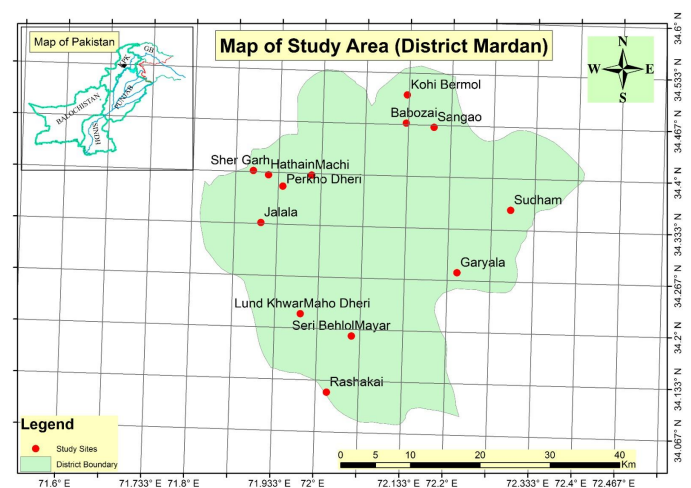 Map of Pakistan
GB
KPK
PUNJAB
BALOCHISTAN
SINDH
Map of Study Area (District Mardan)
N
W E
S
Kohi Bermol
Babozai Sangao
Sher Garh HathainMachi
Perkho Dheri
Sudham
Jalala
Garyala
Lund KhwarMaho Dheri
Seri BehlolMayar
Rashakai
Legend
Study Sites
District Boundary
0 5 10 20 30 40
Km
34.6° N
34.533° N
34.467° N
34.4° N
34.333° N
34.267° N
34.2° N
34.133° N
34.067° N
71.6° E 71.733° E 71.8° E 71.933° E 72° E 72.133° E 72.2° E 72.333° E 72.4° E 72.467° E